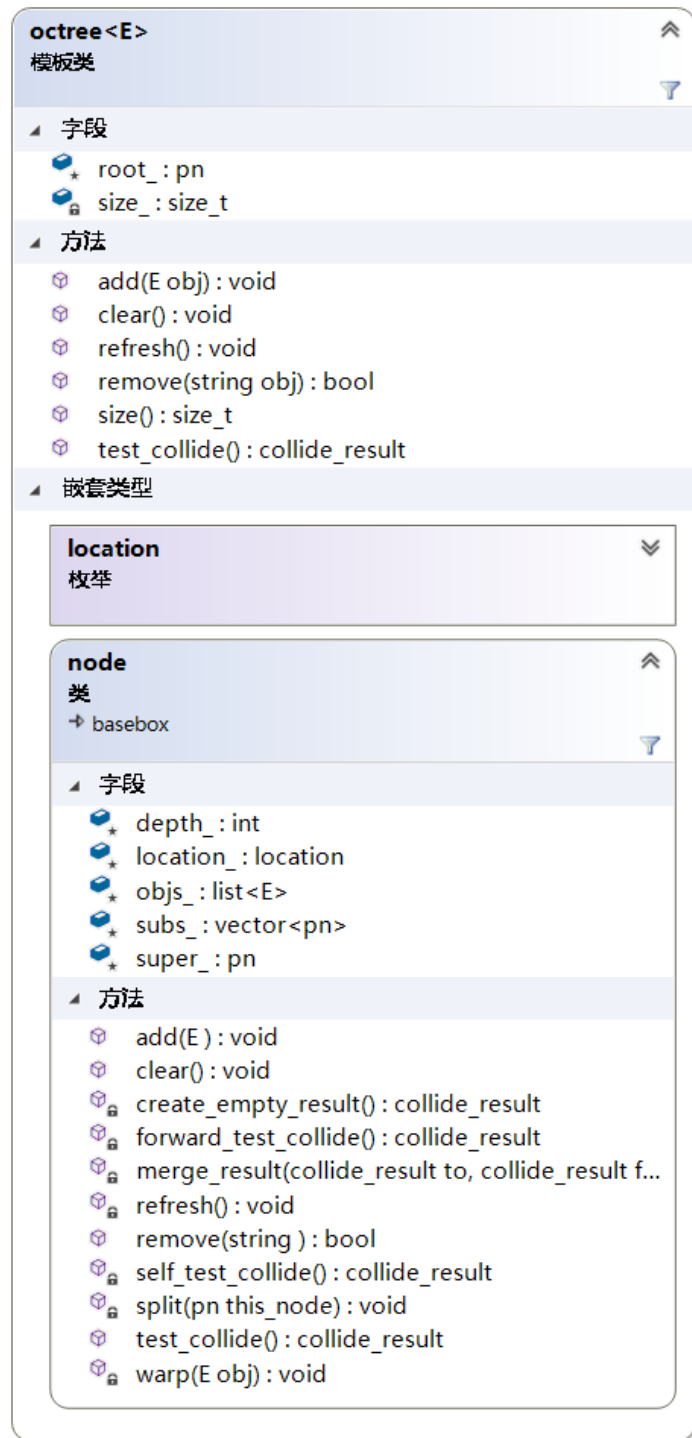 octree<E>
模板类
字段
root_ : pn
size_ : size_t
方法
add(E obj) : void
clear() : void
refresh() : void
remove(string obj) : bool
size() : size_t
test_collide() : collide_result
嵌套类型
location
枚举
node
类
basebox
字段
depth_ : int
location_ : location
objs_ : list<E>
subs_ : vector<pn>
super_ : pn
方法
add(E ) : void
clear() : void
create_empty_result() : collide_result
forward_test_collide() : collide_result
merge_result(collide_result to, collide_result f...
refresh() : void
remove(string ) : bool
self_test_collide() : collide_result
split(pn this_node) : void
test_collide() : collide_result
warp(E obj) : void